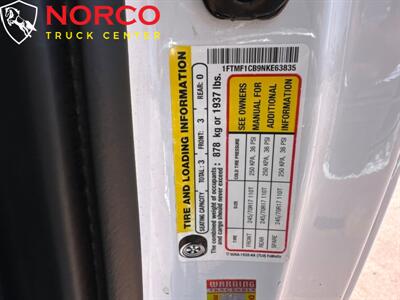 NORCO
TRUCK CENTER
1FTMF1CB9NKE63835
TIRE AND LOADING INFORMATION
SEATING CAPACITY TOTAL: 3 FRONT: 3 REAR: 0
The combined weight of occupants
and cargo should never exceed : 878 kg or 1937 lbs.
TIRE SIZE COLD TIRE PRESSURE
FRONT 245/70R17 110T 250 KPA, 36 PSI
REAR 245/70R17 110T 250 KPA, 36 PSI
SPARE 245/70R17 110T 250 KPA, 36 PSI
SEE OWNERS
MANUAL FOR
ADDITIONAL
INFORMATION
WARNING
TRACEABLE